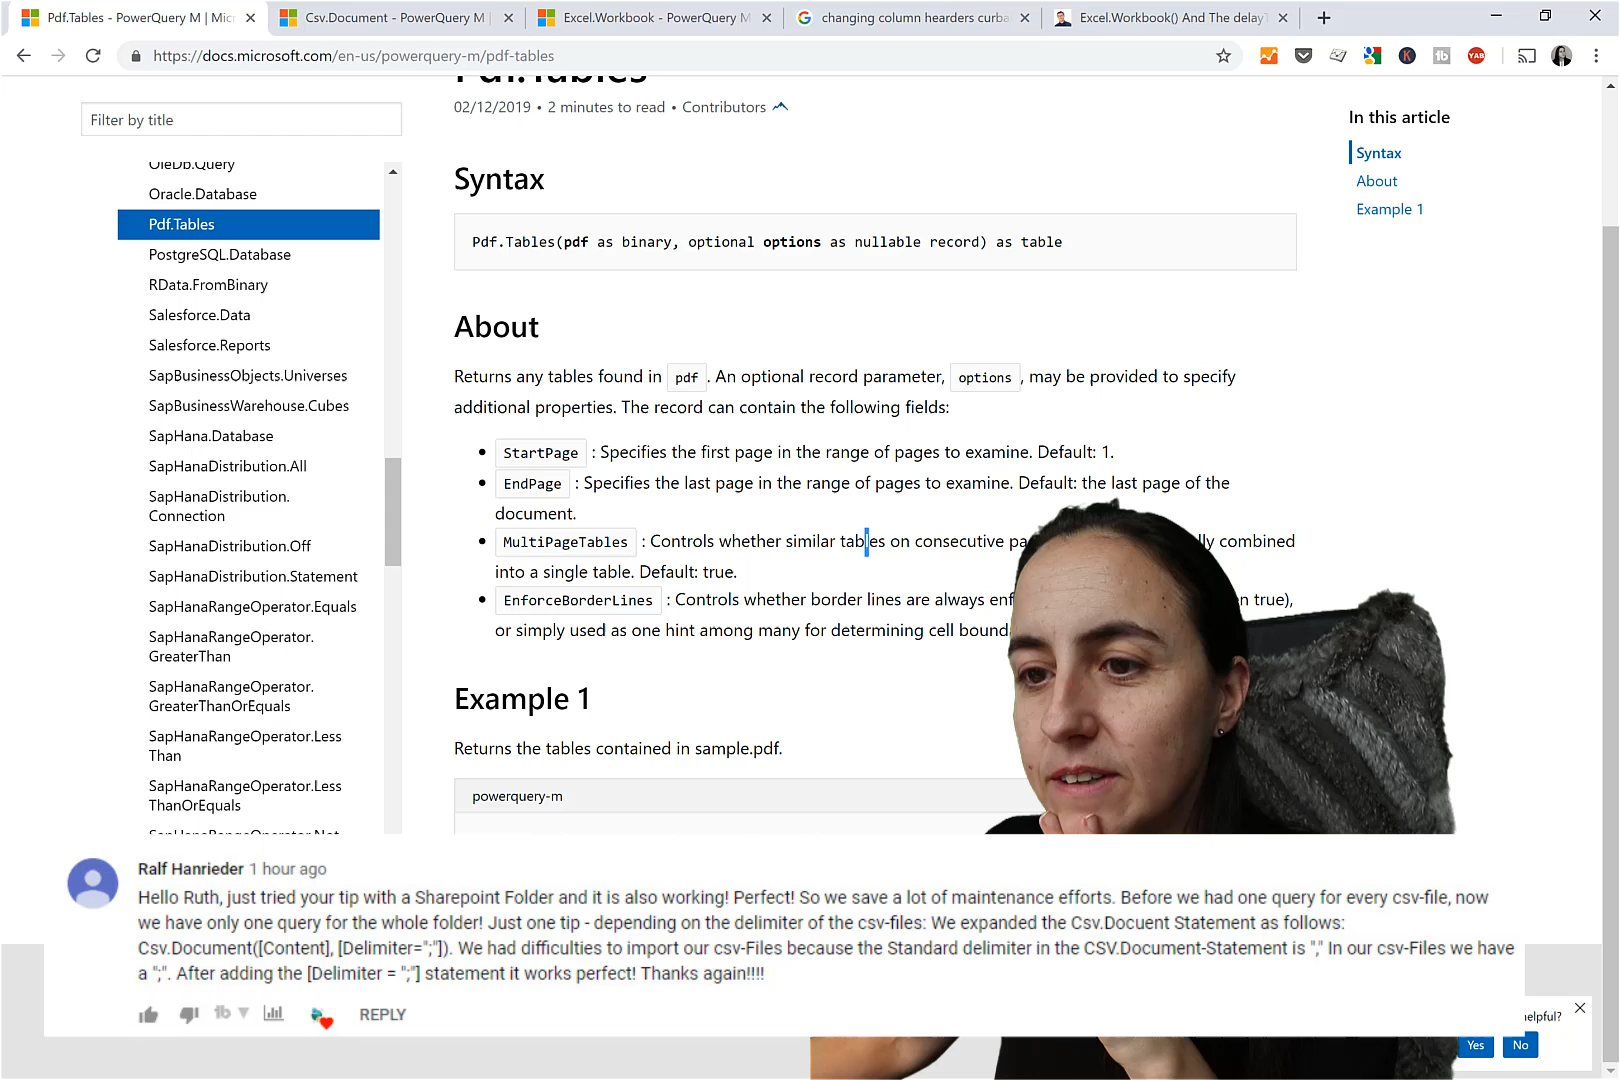 Pdf.Tables - PowerQuery M | Mic
Csv.Document - PowerQuery M |
Excel.Workbook - PowerQuery M
changing column hearders curba
Excel.Workbook() And The delayT
https://docs.microsoft.com/en-us/powerquery-m/pdf-tables
Pdf.Tables
02/12/2019 • 2 minutes to read • Contributors
Filter by title
OleDb.Query
Oracle.Database
Pdf.Tables
PostgreSQL.Database
RData.FromBinary
Salesforce.Data
Salesforce.Reports
SapBusinessObjects.Universes
SapBusinessWarehouse.Cubes
SapHana.Database
SapHanaDistribution.All
SapHanaDistribution.
Connection
SapHanaDistribution.Off
SapHanaDistribution.Statement
SapHanaRangeOperator.Equals
SapHanaRangeOperator.
GreaterThan
SapHanaRangeOperator.
GreaterThanOrEquals
SapHanaRangeOperator.Less
Than
SapHanaRangeOperator.Less
ThanOrEquals
SapHanaRangeOperator.Not
Syntax
Pdf.Tables(pdf as binary, optional options as nullable record) as table
About
Returns any tables found in pdf . An optional record parameter, options , may be provided to specify
additional properties. The record can contain the following fields:
• StartPage : Specifies the first page in the range of pages to examine. Default: 1.
• EndPage : Specifies the last page in the range of pages to examine. Default: the last page of the
document.
• MultiPageTables : Controls whether similar tables on consecutive pa lly combined
into a single table. Default: true.
• EnforceBorderLines : Controls whether border lines are always enf en true),
or simply used as one hint among many for determining cell bound
Example 1
Returns the tables contained in sample.pdf.
powerquery-m
In this article
Syntax
About
Example 1
Ralf Hanrieder 1 hour ago
Hello Ruth, just tried your tip with a Sharepoint Folder and it is also working! Perfect! So we save a lot of maintenance efforts. Before we had one query for every csv-file, now
we have only one query for the whole folder! Just one tip - depending on the delimiter of the csv-files: We expanded the Csv.Docuent Statement as follows:
Csv.Document([Content], [Delimiter=";"]). We had difficulties to import our csv-Files because the Standard delimiter in the CSV.Document-Statement is "," In our csv-Files we have
a ";". After adding the [Delimiter = ";"] statement it works perfect! Thanks again!!!!
REPLY
helpful?
Yes No